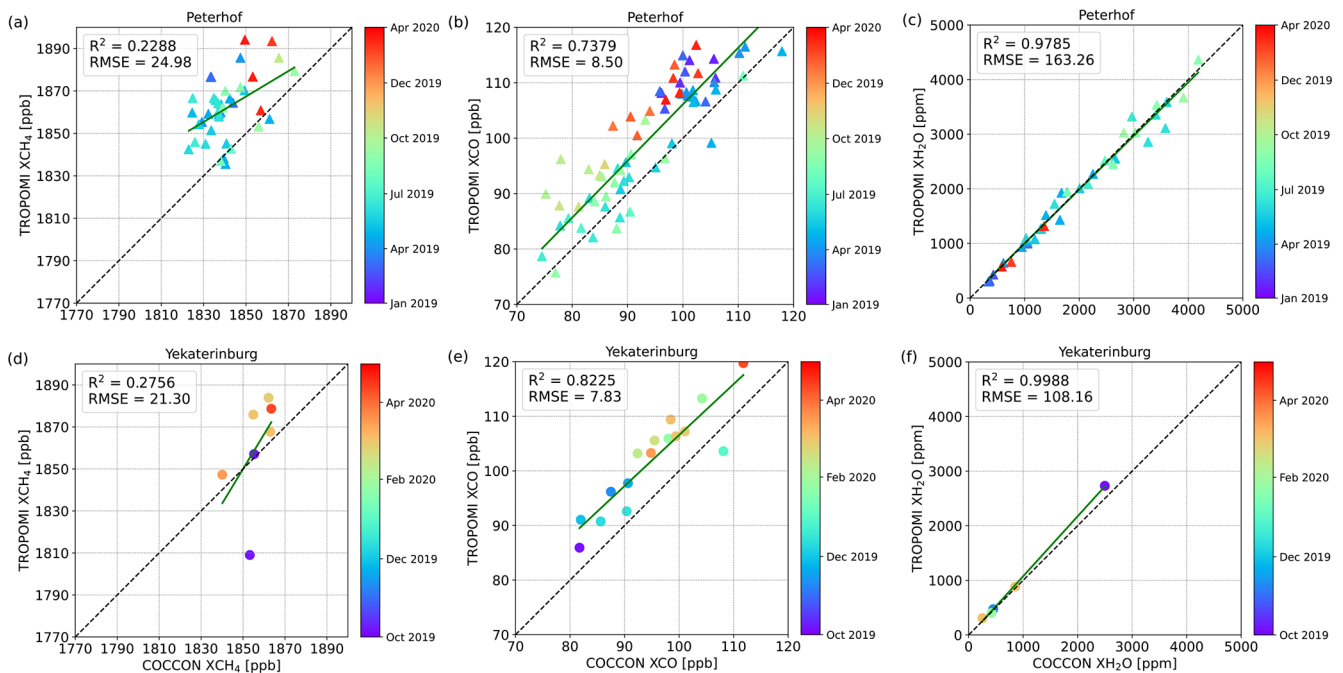 (a)
Peterhof
R² = 0.2288
RMSE = 24.98
TROPOMI XCH₄ [ppb]
1890
1870
1850
1830
1810
1790
1770
1770 1790 1810 1830 1850 1870 1890
Apr 2020
Dec 2019
Oct 2019
Jul 2019
Apr 2019
Jan 2019
(b)
Peterhof
R² = 0.7379
RMSE = 8.50
TROPOMI XCO [ppb]
120
110
100
90
80
70
70 80 90 100 110 120
Apr 2020
Dec 2019
Oct 2019
Jul 2019
Apr 2019
Jan 2019
(c)
Peterhof
R² = 0.9785
RMSE = 163.26
TROPOMI XH₂O [ppm]
5000
4000
3000
2000
1000
0
0 1000 2000 3000 4000 5000
Apr 2020
Dec 2019
Oct 2019
Jul 2019
Apr 2019
Jan 2019
(d)
Yekaterinburg
R² = 0.2756
RMSE = 21.30
TROPOMI XCH₄ [ppb]
1890
1870
1850
1830
1810
1790
1770
1770 1790 1810 1830 1850 1870 1890
COCCON XCH₄ [ppb]
Apr 2020
Feb 2020
Dec 2019
Oct 2019
(e)
Yekaterinburg
R² = 0.8225
RMSE = 7.83
TROPOMI XCO [ppb]
120
110
100
90
80
70
70 80 90 100 110 120
COCCON XCO [ppb]
Apr 2020
Feb 2020
Dec 2019
Oct 2019
(f)
Yekaterinburg
R² = 0.9988
RMSE = 108.16
TROPOMI XH₂O [ppm]
5000
4000
3000
2000
1000
0
0 1000 2000 3000 4000 5000
COCCON XH₂O [ppm]
Apr 2020
Feb 2020
Dec 2019
Oct 2019